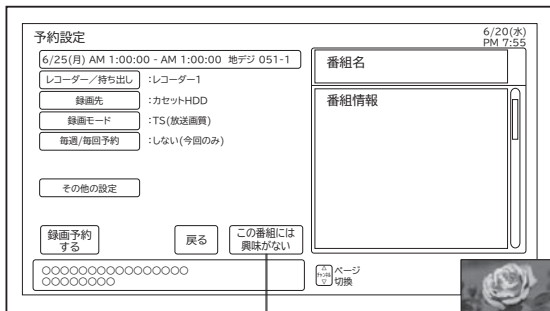 予約設定
6/20(水)
PM 7:55
6/25(月) AM 1:00:00 - AM 1:00:00 地デジ 051-1
レコーダー／持ち出し :レコーダー1
録画先 :カセットHDD
録画モード :TS(放送画質)
毎週/毎回予約 :しない(今回のみ)
その他の設定
録画予約
する
戻る
この番組には
興味がない
○○○○○○○○○○○○○○○○
○○○○○○○○
番組名
番組情報
ページ
切換